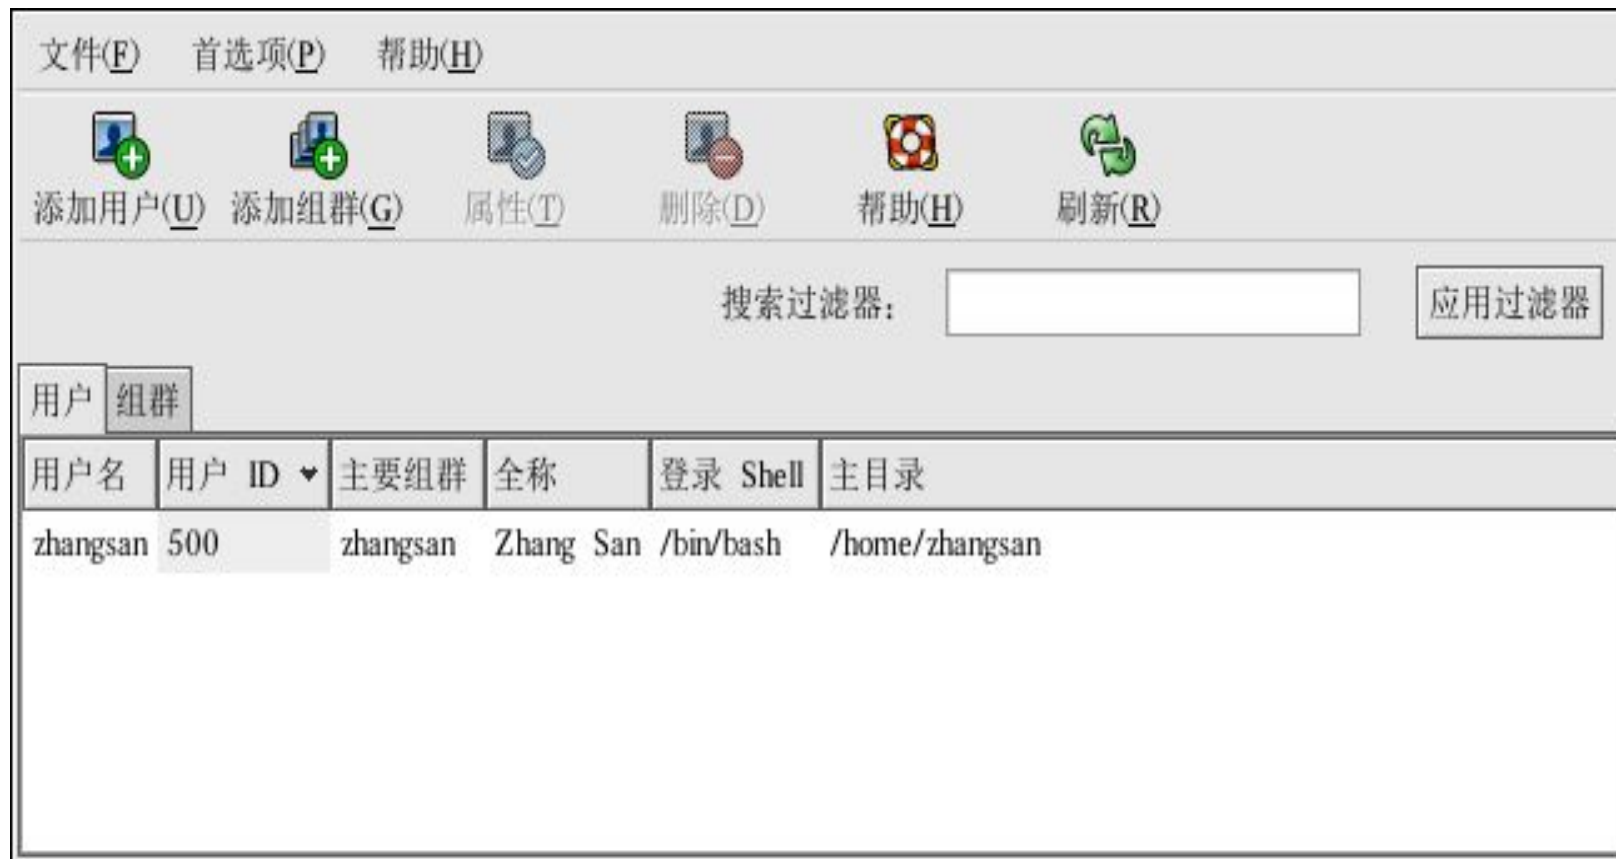 文件(F) 首选项(P) 帮助(H)
添加用户(U) 添加组群(G) 属性(T) 删除(D) 帮助(H) 刷新(R)
搜索过滤器: 应用过滤器
用户 组群
用户名 用户 ID 主要组群 全称 登录 Shell 主目录
zhangsan 500 zhangsan Zhang San /bin/bash /home/zhangsan